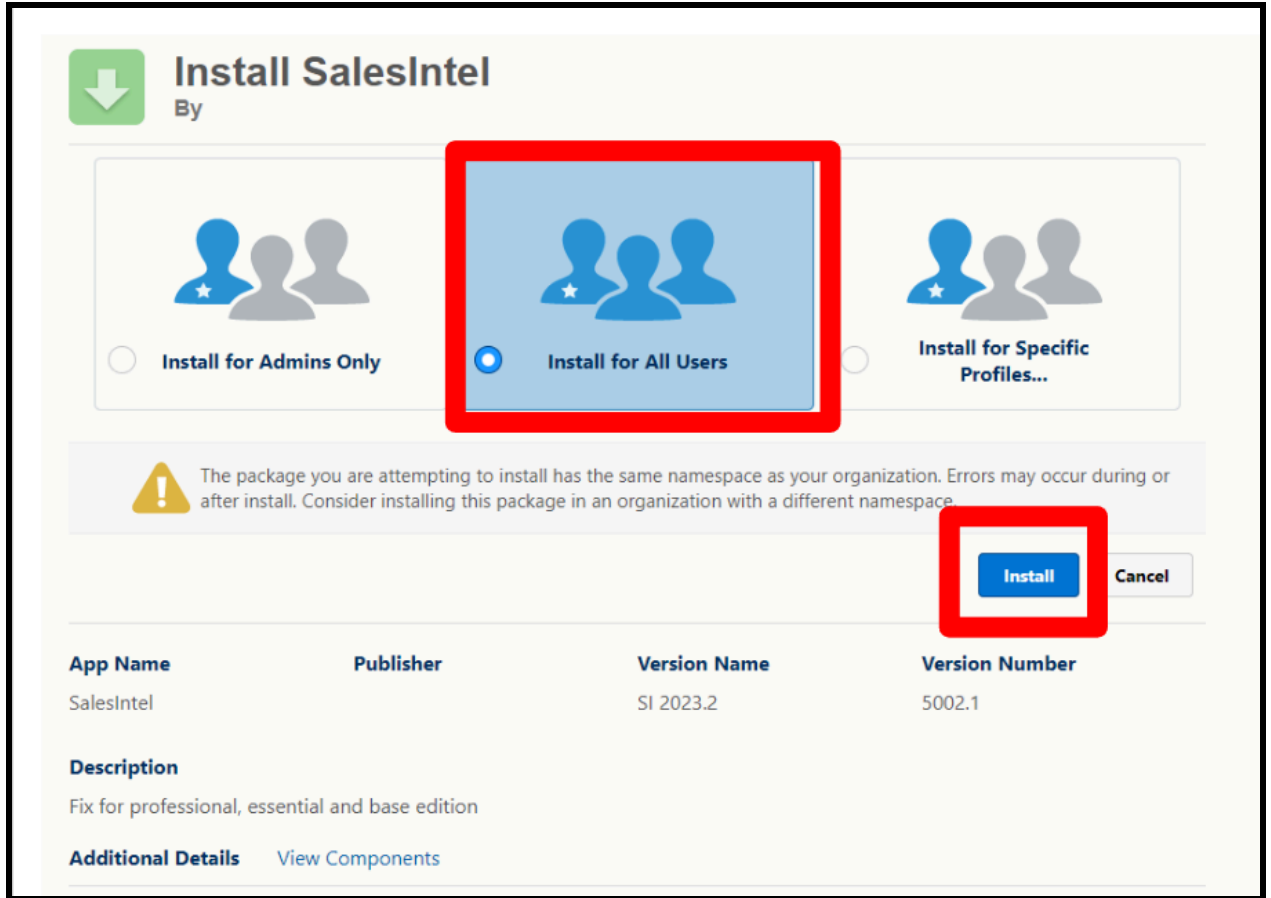 Install SalesIntel
By
Install for Admins Only
Install for All Users
Install for Specific
Profiles...
The package you are attempting to install has the same namespace as your organization. Errors may occur during or
after install. Consider installing this package in an organization with a different namespace.
Install
Cancel
App Name
Publisher
Version Name
Version Number
SalesIntel
SI 2023.2
5002.1
Description
Fix for professional, essential and base edition
Additional Details
View Components